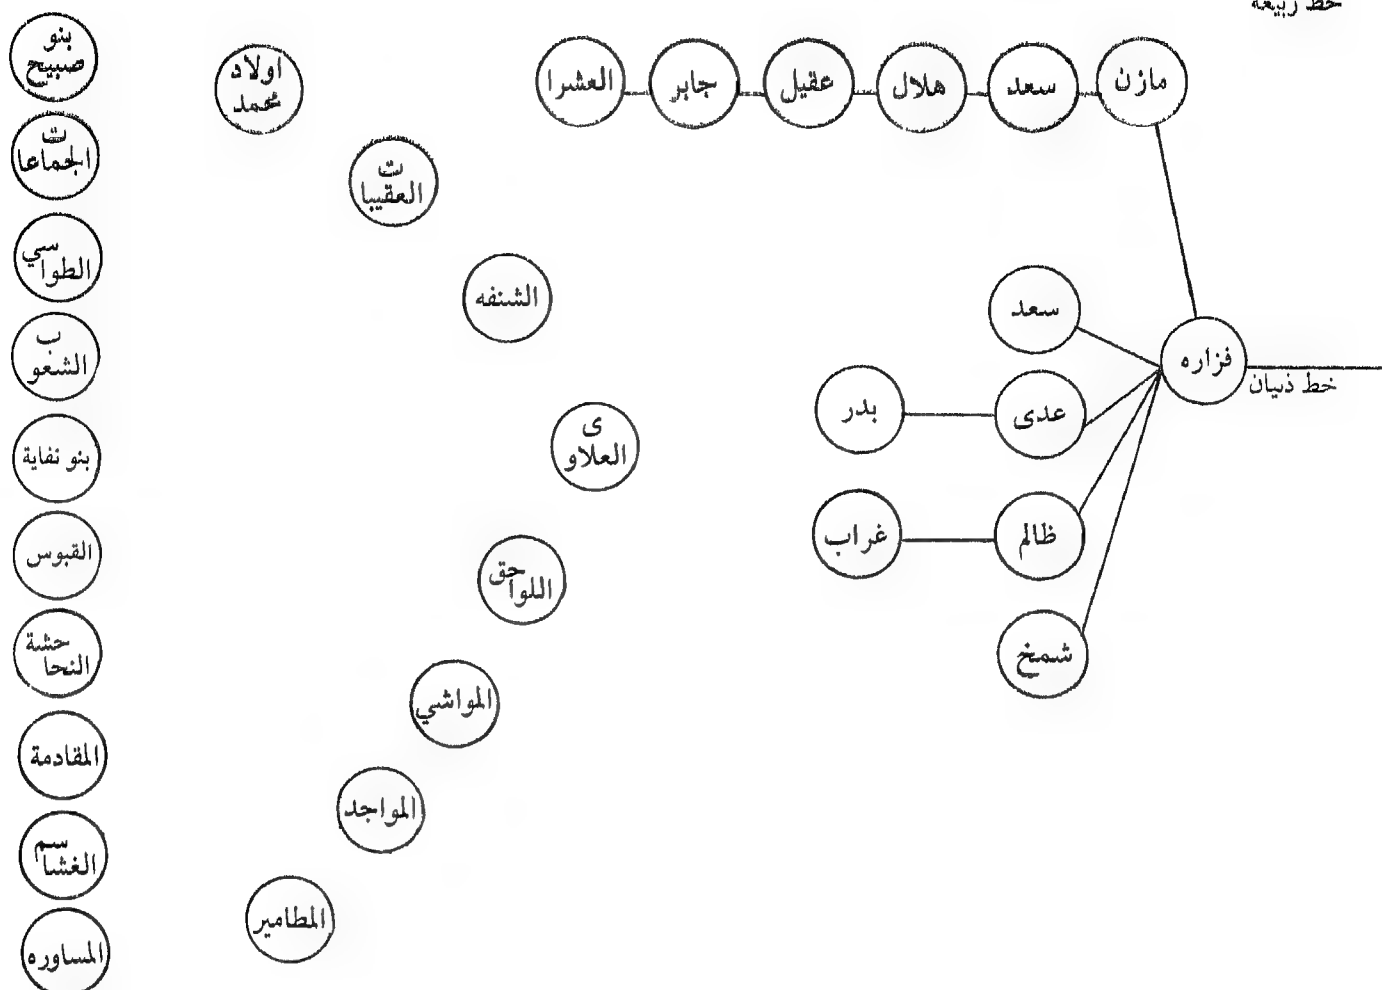 خط ربيعة
مازن
سعد
هلال
عقيل
جابر
العشرا
فزاره
خط ذبيان
سعد
عدى
بدر
ظالم
غراب
شمخ
اولاد
محمد
العقيبات
الشنفه
العلاوى
اللواحق
المواشي
المواجد
المطامير
بنو
صبيح
الجماعات
الطواسي
الشعوب
بنو نفاية
القبوس
النحاحشة
المقادمة
الغشاسم
المساوره